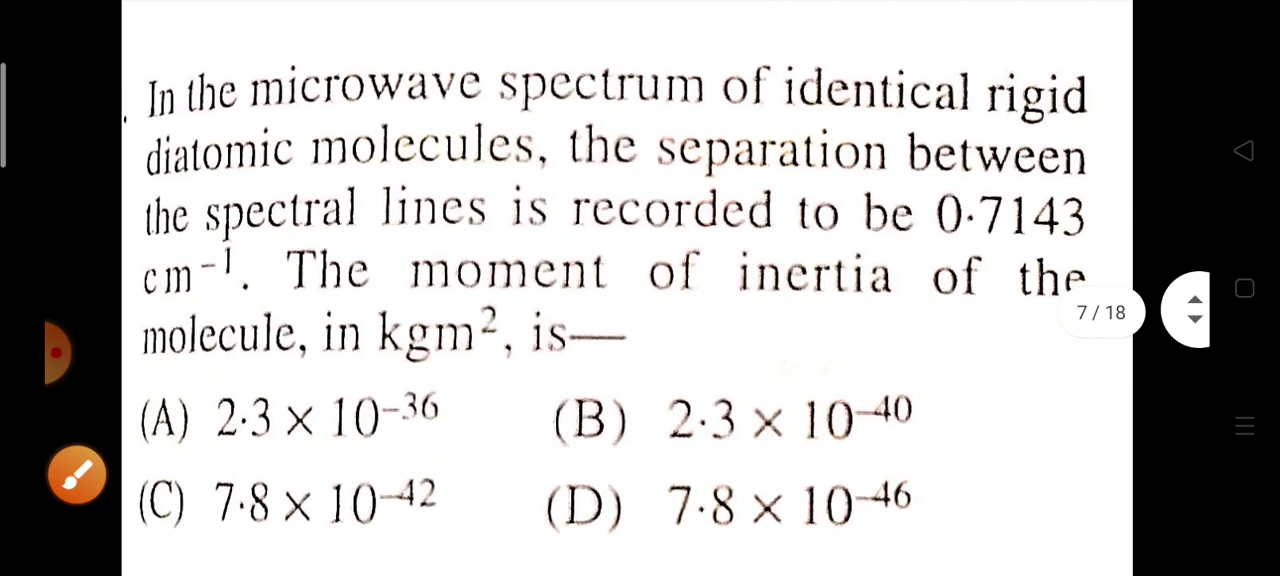 In the microwave spectrum of identical rigid
diatomic molecules, the separation between
the spectral lines is recorded to be 0·7143
cm⁻¹. The moment of inertia of the
molecule, in kgm², is—
7 / 18
(A) 2·3 × 10⁻³⁶ (B) 2·3 × 10⁻⁴⁰
(C) 7·8 × 10⁻⁴² (D) 7·8 × 10⁻⁴⁶